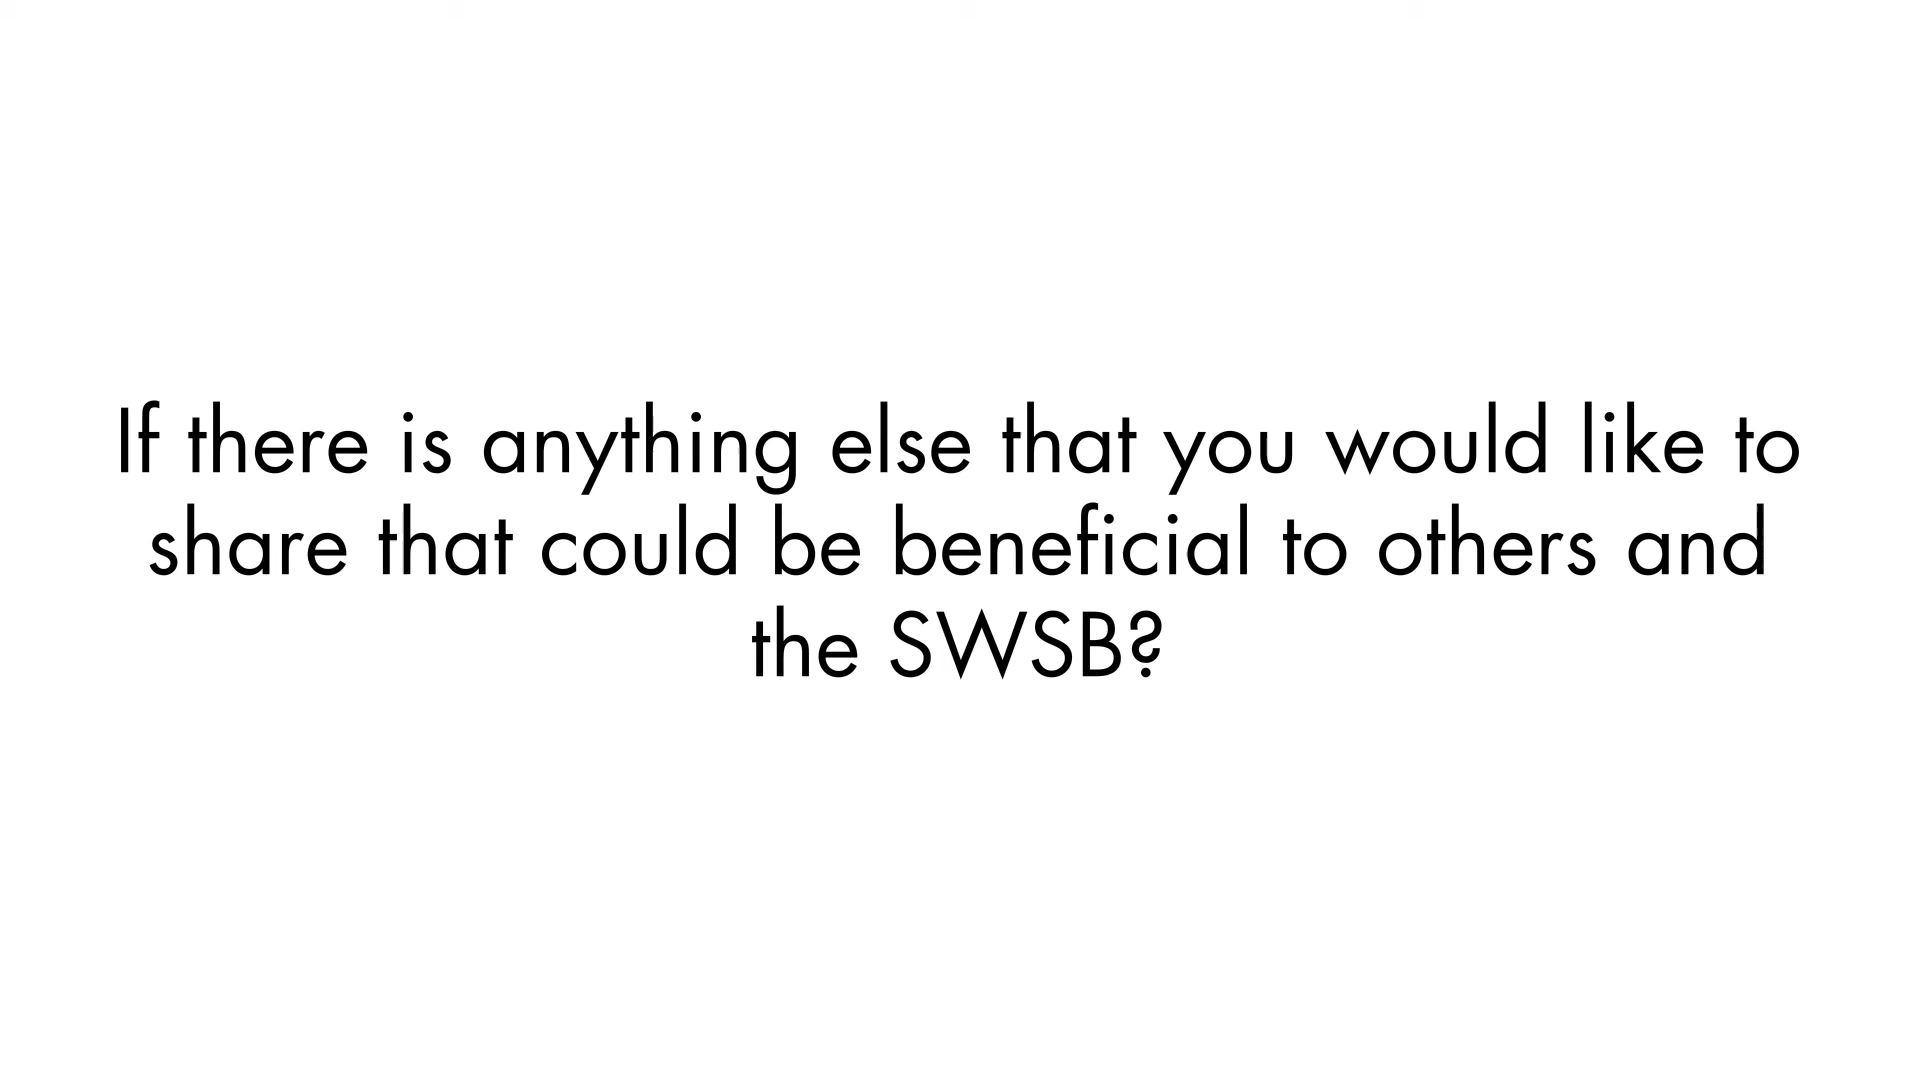 If there is anything else that you would like to
share that could be beneficial to others and
the SWSB?